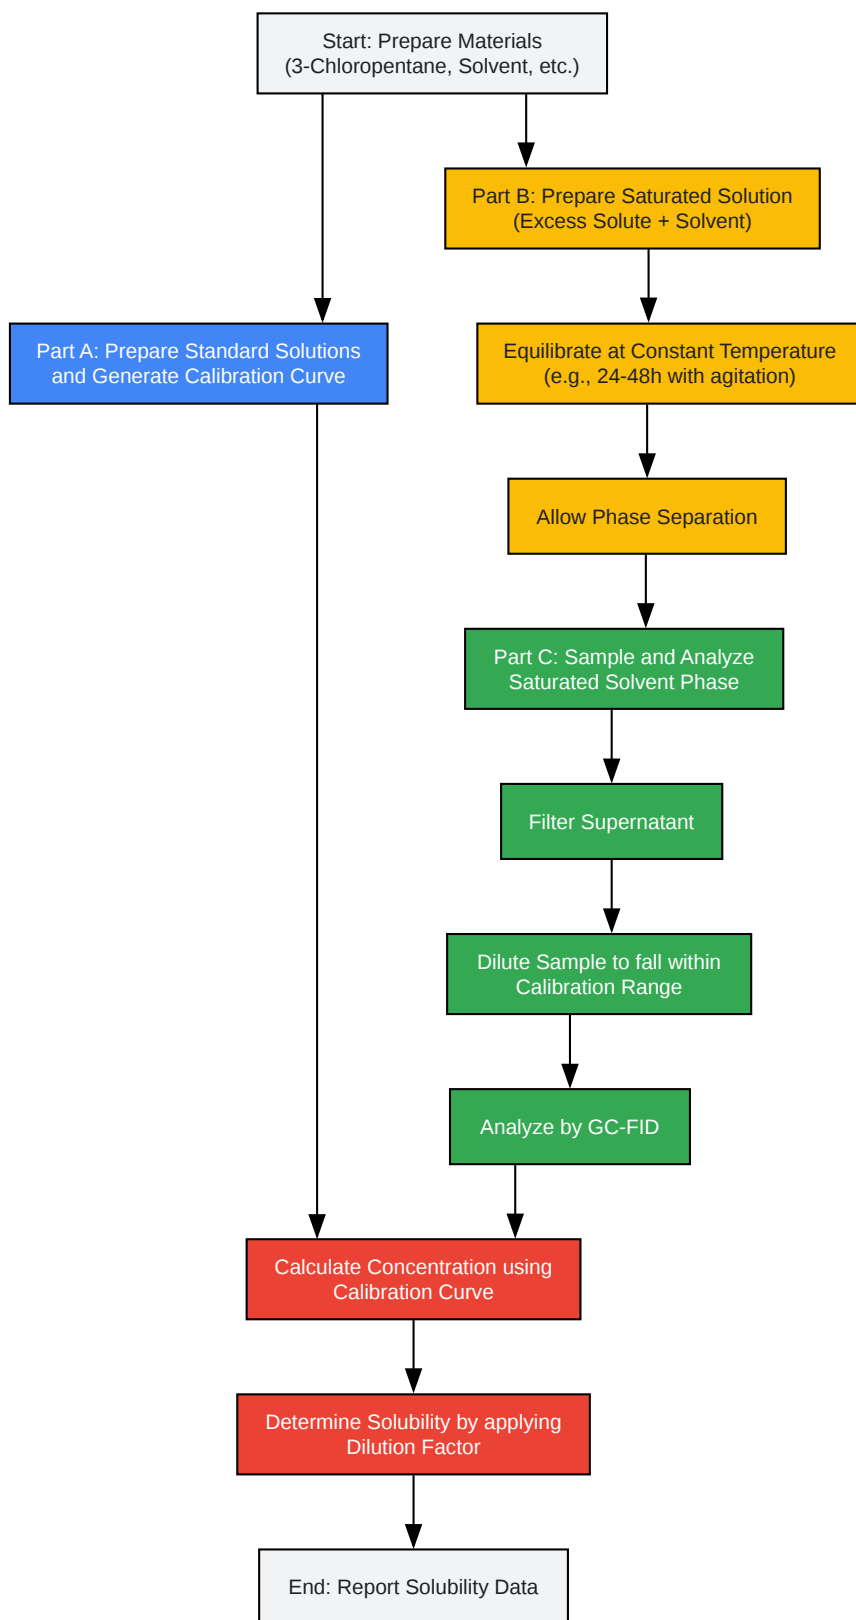 Start: Prepare Materials
(3-Chloropentane, Solvent, etc.)
Part B: Prepare Saturated Solution
(Excess Solute + Solvent)
Part A: Prepare Standard Solutions
and Generate Calibration Curve
Equilibrate at Constant Temperature
(e.g., 24-48h with agitation)
Allow Phase Separation
Part C: Sample and Analyze
Saturated Solvent Phase
Filter Supernatant
Dilute Sample to fall within
Calibration Range
Analyze by GC-FID
Calculate Concentration using
Calibration Curve
Determine Solubility by applying
Dilution Factor
End: Report Solubility Data